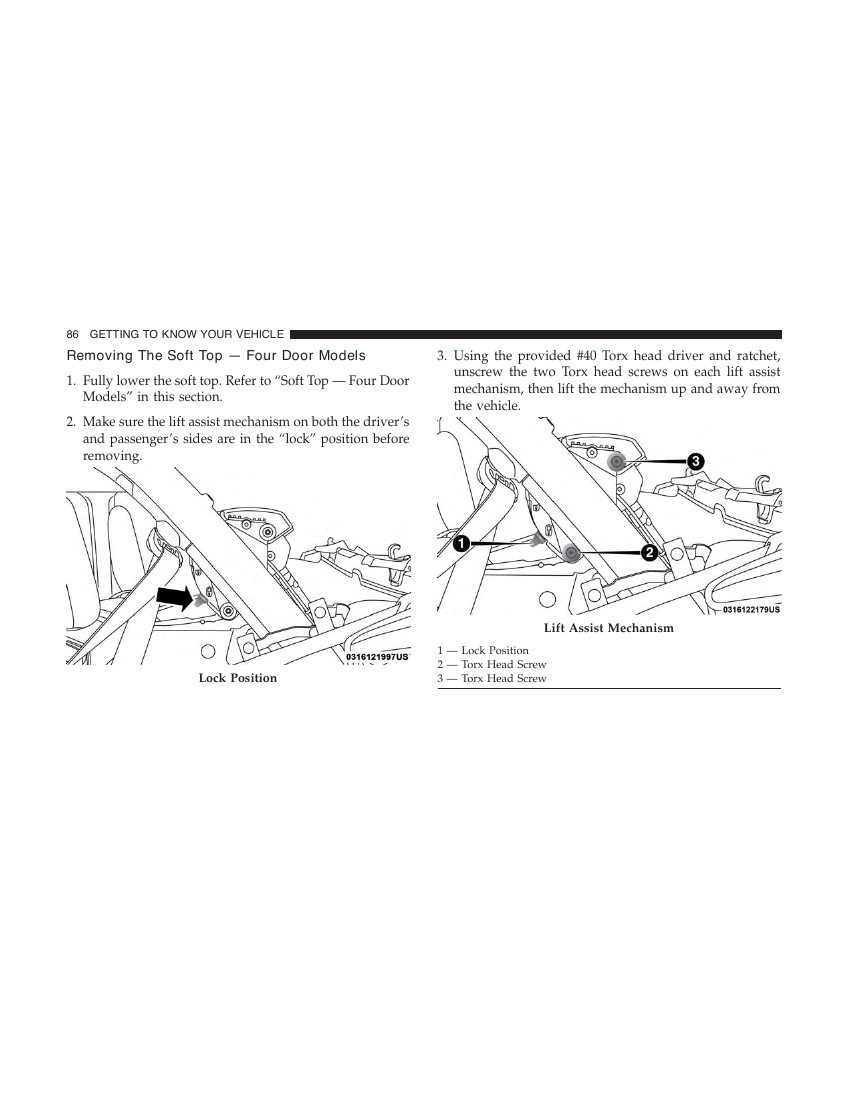 86 GETTING TO KNOW YOUR VEHICLE
Removing The Soft Top — Four Door Models
1. Fully lower the soft top. Refer to “Soft Top — Four Door
Models” in this section.
2. Make sure the lift assist mechanism on both the driver’s
and passenger’s sides are in the “lock” position before
removing.
0316121997US
Lock Position
3. Using the provided #40 Torx head driver and ratchet,
unscrew the two Torx head screws on each lift assist
mechanism, then lift the mechanism up and away from
the vehicle.
3
1
2
0316122179US
Lift Assist Mechanism
1 — Lock Position
2 — Torx Head Screw
3 — Torx Head Screw